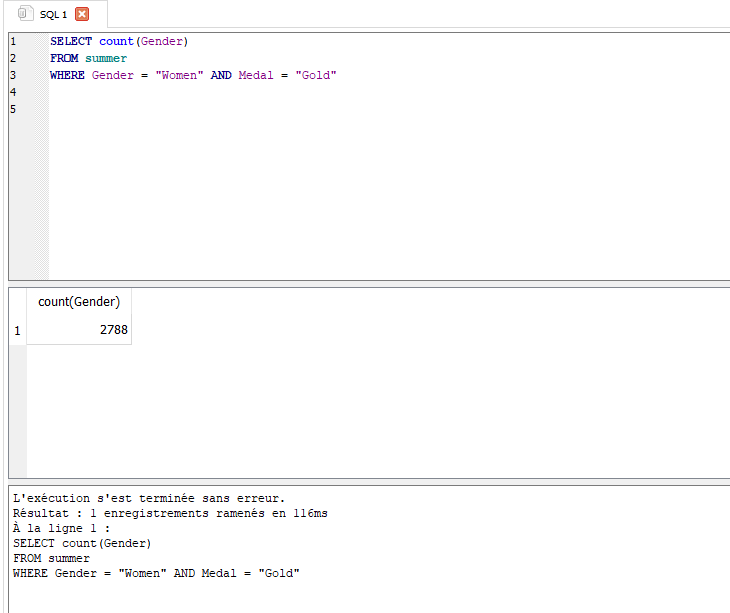 SQL 1
1 SELECT count(Gender)
2 FROM summer
3 WHERE Gender = "Women" AND Medal = "Gold"
4
5
count(Gender)
1 2788
L'exécution s'est terminée sans erreur.
Résultat : 1 enregistrements ramenés en 116ms
À la ligne 1 :
SELECT count(Gender)
FROM summer
WHERE Gender = "Women" AND Medal = "Gold"